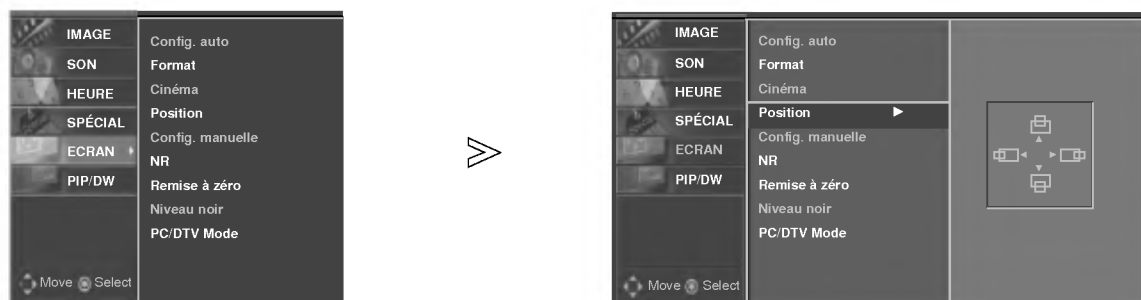 IMAGE
SON
HEURE
SPÉCIAL
ECRAN
PIP/DW
Move Select
Config. auto
Format
Cinéma
Position
Config. manuelle
NR
Remise à zéro
Niveau noir
PC/DTV Mode
IMAGE
SON
HEURE
SPÉCIAL
ECRAN
PIP/DW
Move Select
Config. auto
Format
Cinéma
Position
Config. manuelle
NR
Remise à zéro
Niveau noir
PC/DTV Mode